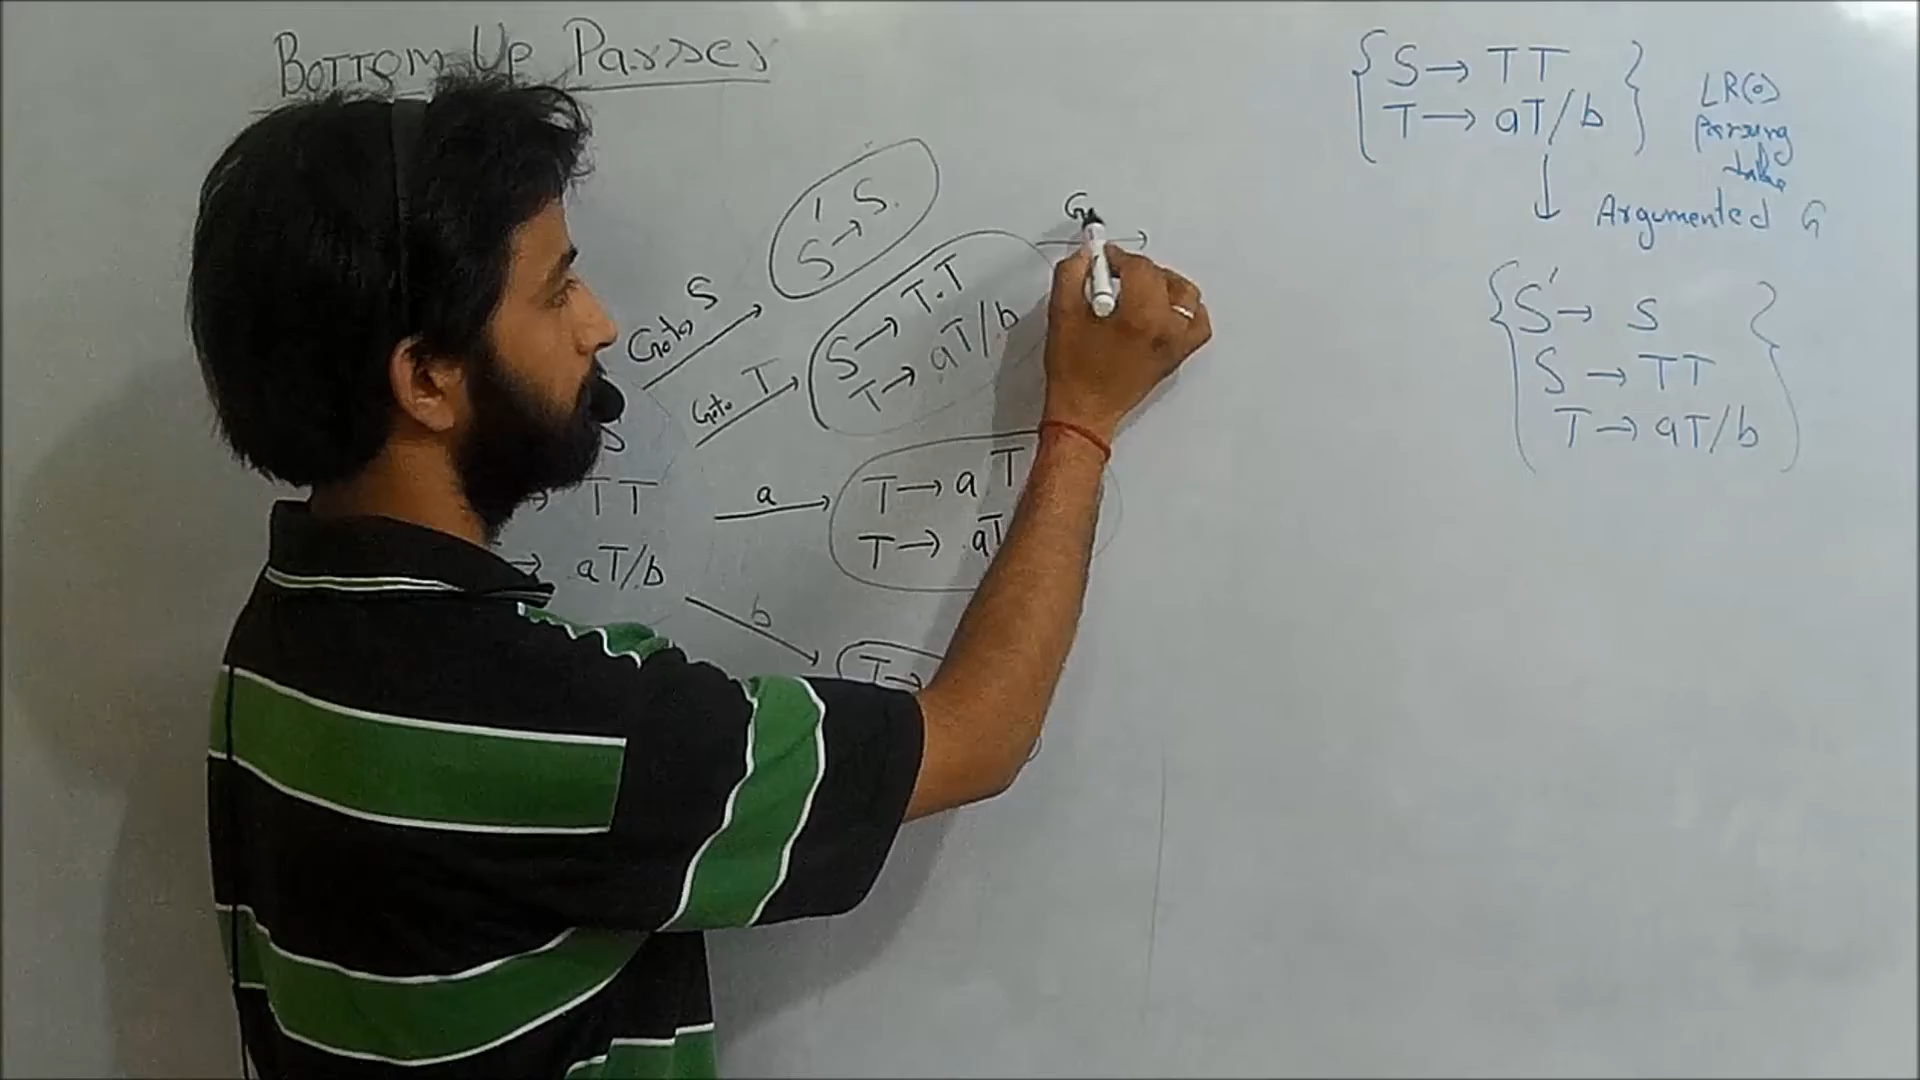 BOTTOM UP Parser
S → TT
T → aT/b
LR(0)
Parsing
table
Argumented G
S' → S
S → TT
T → aT/b
Goto S
S' → S.
Goto T
S → T.T
T → .aT/.b
G
S
→ TT
→ aT/b
a
T → a T
T → .aT
b
T →